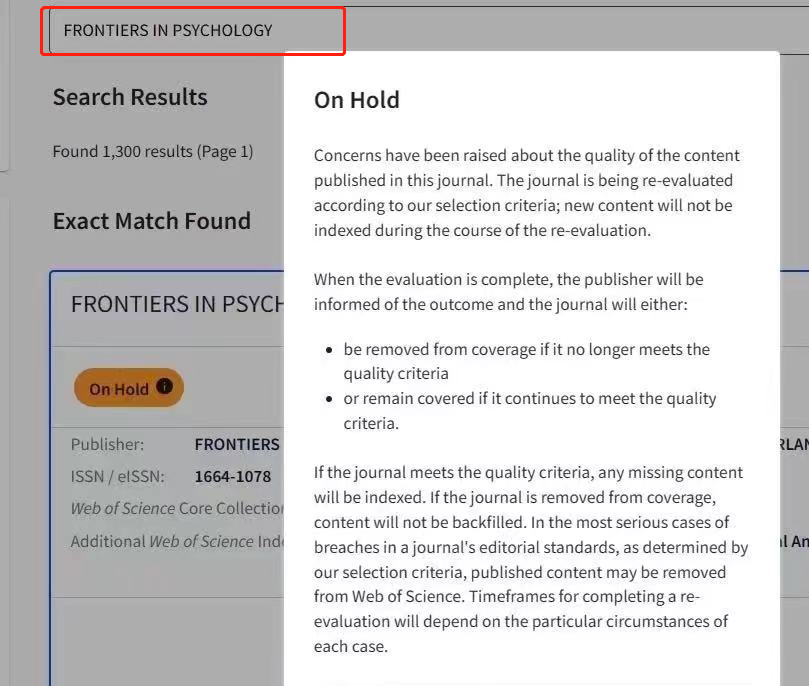 FRONTIERS IN PSYCHOLOGY
Search Results
Found 1,300 results (Page 1)
Exact Match Found
FRONTIERS IN PSYCH
On Hold
Publisher: FRONTIERS
ISSN / eISSN: 1664-1078
Web of Science Core Collection
Additional Web of Science Inde
On Hold
Concerns have been raised about the quality of the content
published in this journal. The journal is being re-evaluated
according to our selection criteria; new content will not be
indexed during the course of the re-evaluation.
When the evaluation is complete, the publisher will be
informed of the outcome and the journal will either:
• be removed from coverage if it no longer meets the
quality criteria
• or remain covered if it continues to meet the quality
criteria.
If the journal meets the quality criteria, any missing content
will be indexed. If the journal is removed from coverage,
content will not be backfilled. In the most serious cases of
breaches in a journal's editorial standards, as determined by
our selection criteria, published content may be removed
from Web of Science. Timeframes for completing a re-
evaluation will depend on the particular circumstances of
each case.
RLAN
l An